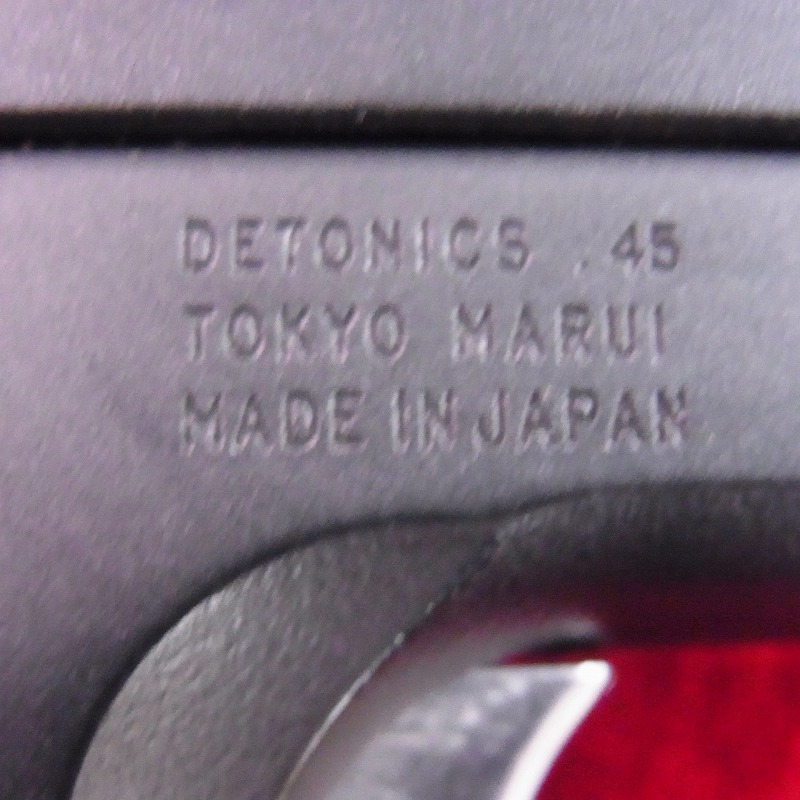 DETONICS .45
TOKYO MARUI
MADE IN JAPAN